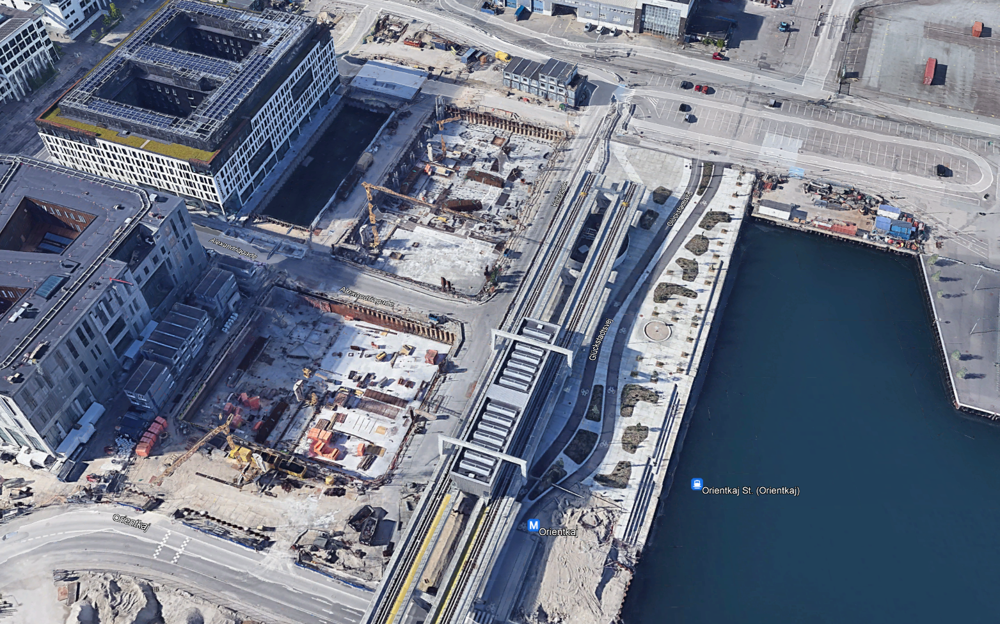 Alexandriagade
Alexandriagade
Glückstadtsvej
Glückstadtsvej
Orientkaj St. (Orientkaj)
M
Orientkaj
Orientkaj